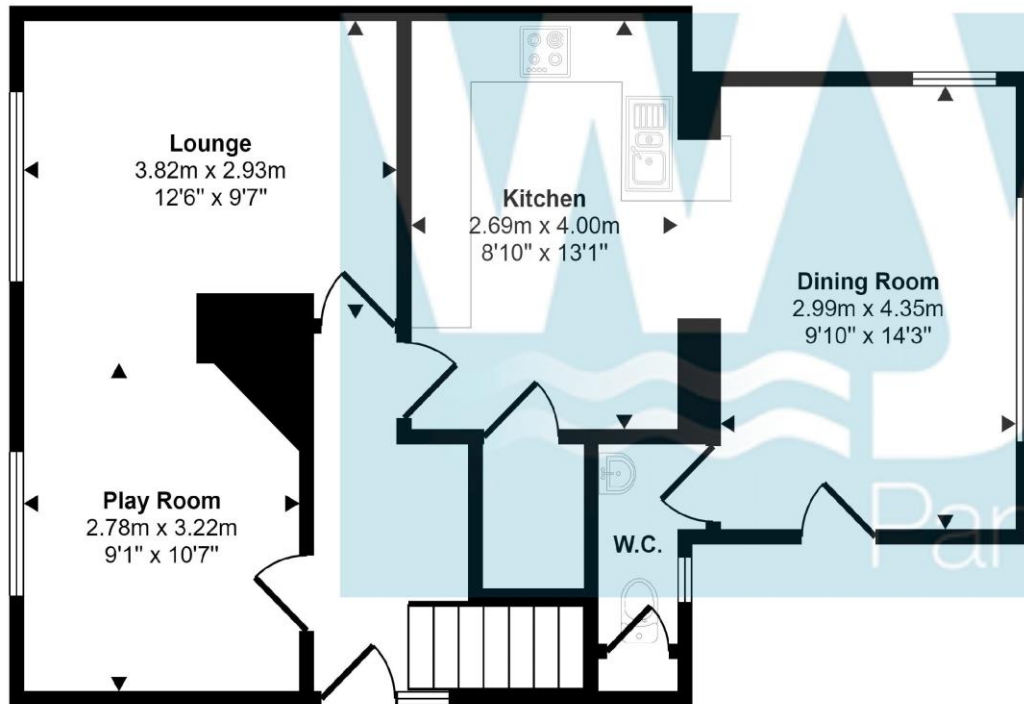 Lounge
3.82m x 2.93m
12'6" x 9'7"
Kitchen
2.69m x 4.00m
8'10" x 13'1"
Dining Room
2.99m x 4.35m
9'10" x 14'3"
Play Room
2.78m x 3.22m
9'1" x 10'7"
W.C.